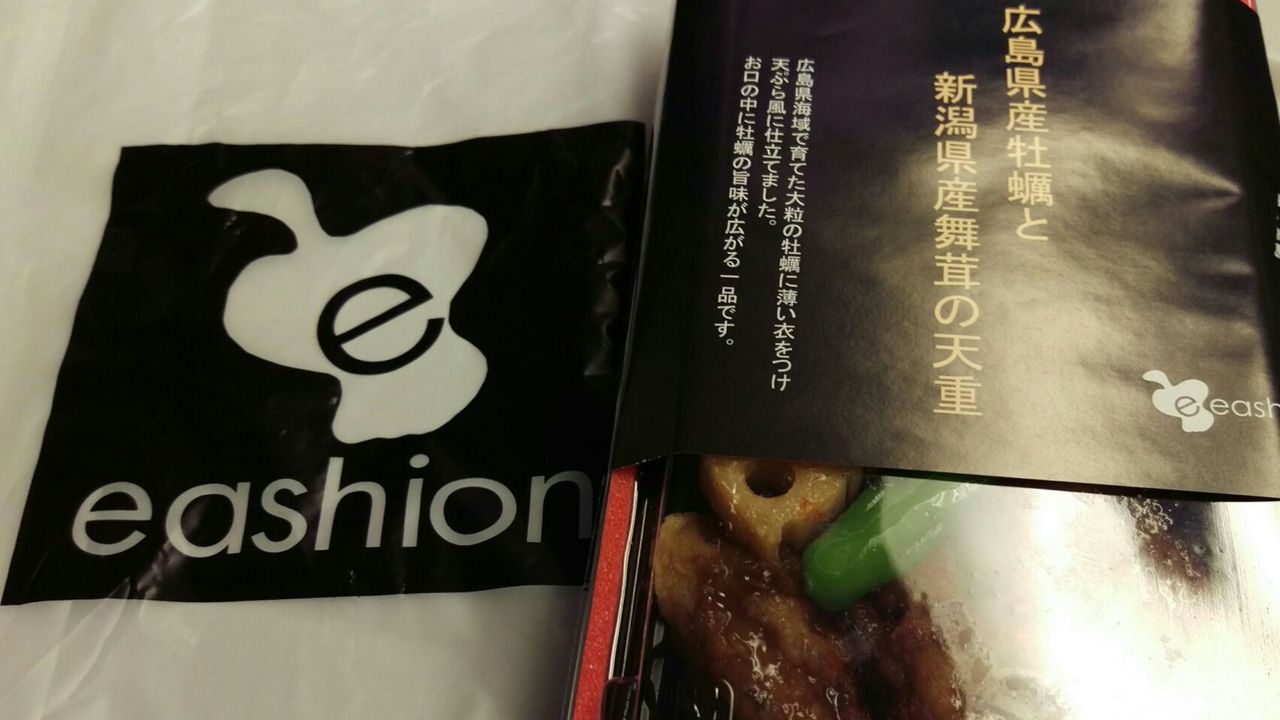 e
eashion
広島県産牡蠣と
新潟県産舞茸の天重
広島県海域で育てた大粒の牡蠣に薄い衣をつけ
天ぷら風に仕立てました。
お口の中に牡蠣の旨味が広がる一品です。
e eash